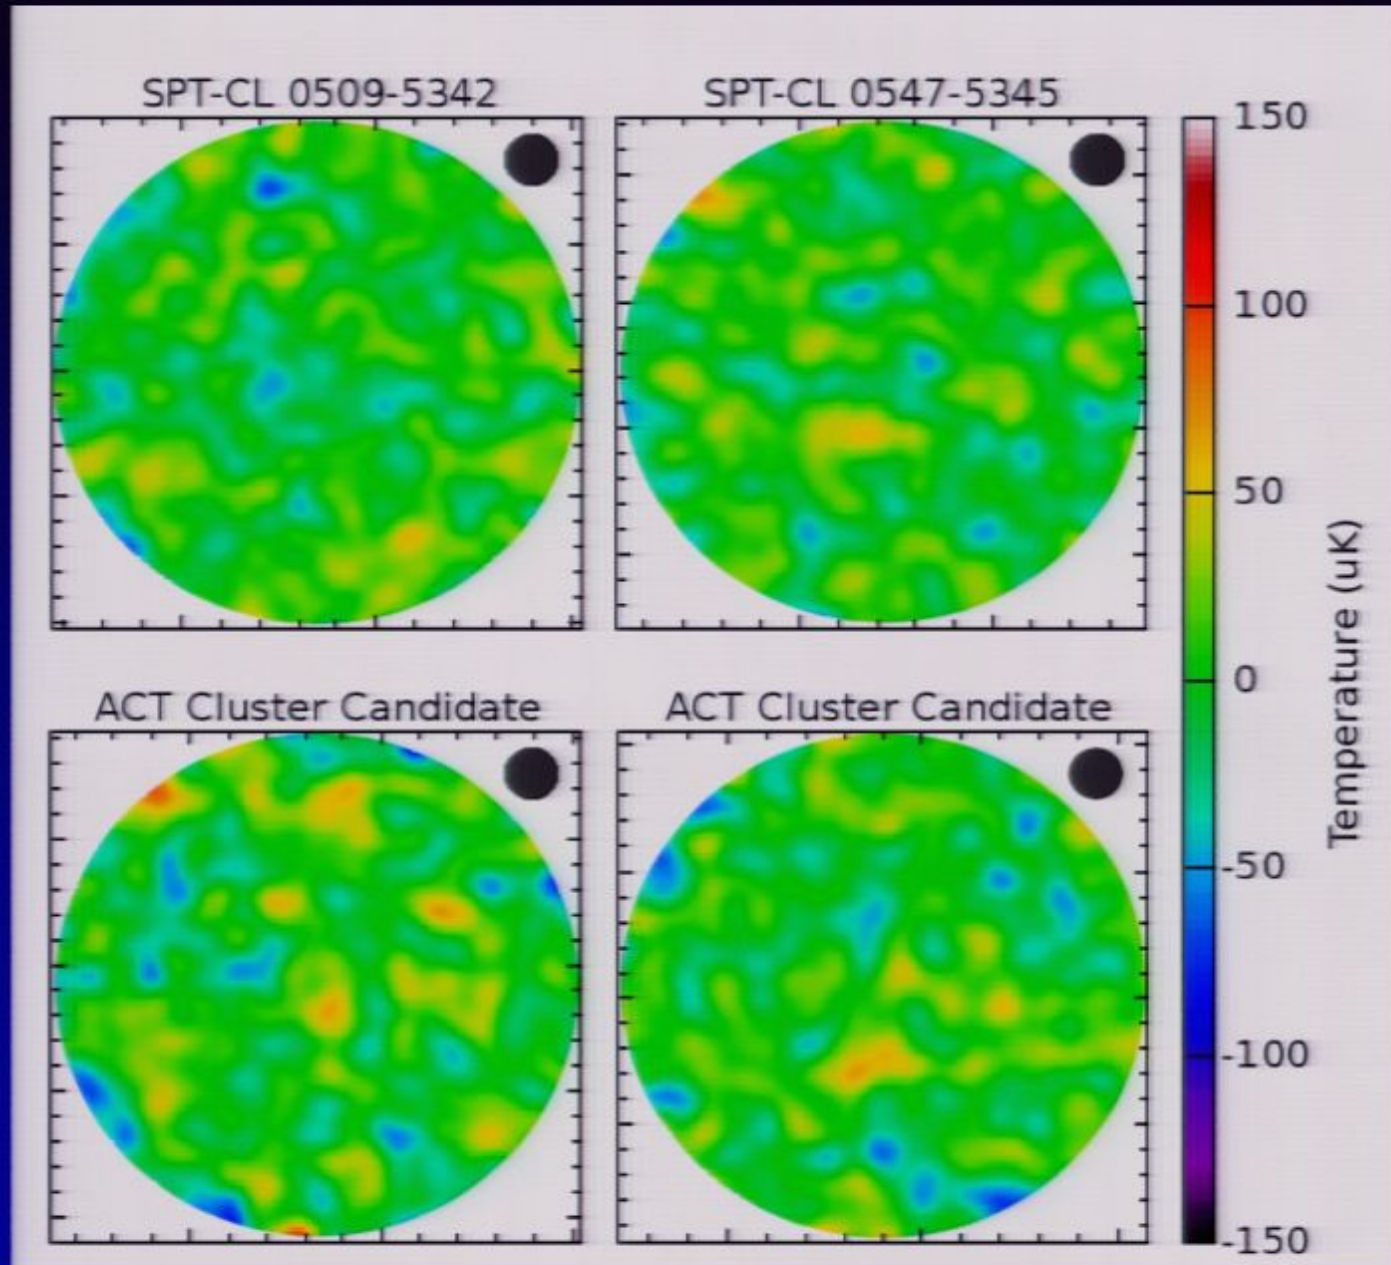 SPT-CL 0509-5342
SPT-CL 0547-5345
ACT Cluster Candidate
ACT Cluster Candidate
150
100
50
0
-50
-100
-150
Temperature (uK)